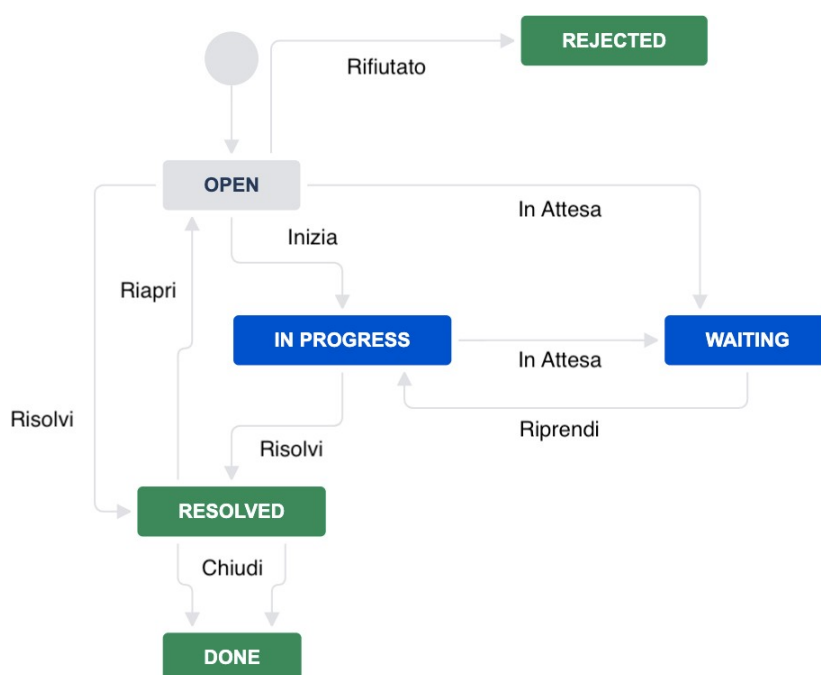 REJECTED
Rifiutato
OPEN
In Attesa
Inizia
Riapri
IN PROGRESS
WAITING
In Attesa
Risolvi
Riprendi
Risolvi
RESOLVED
Chiudi
DONE